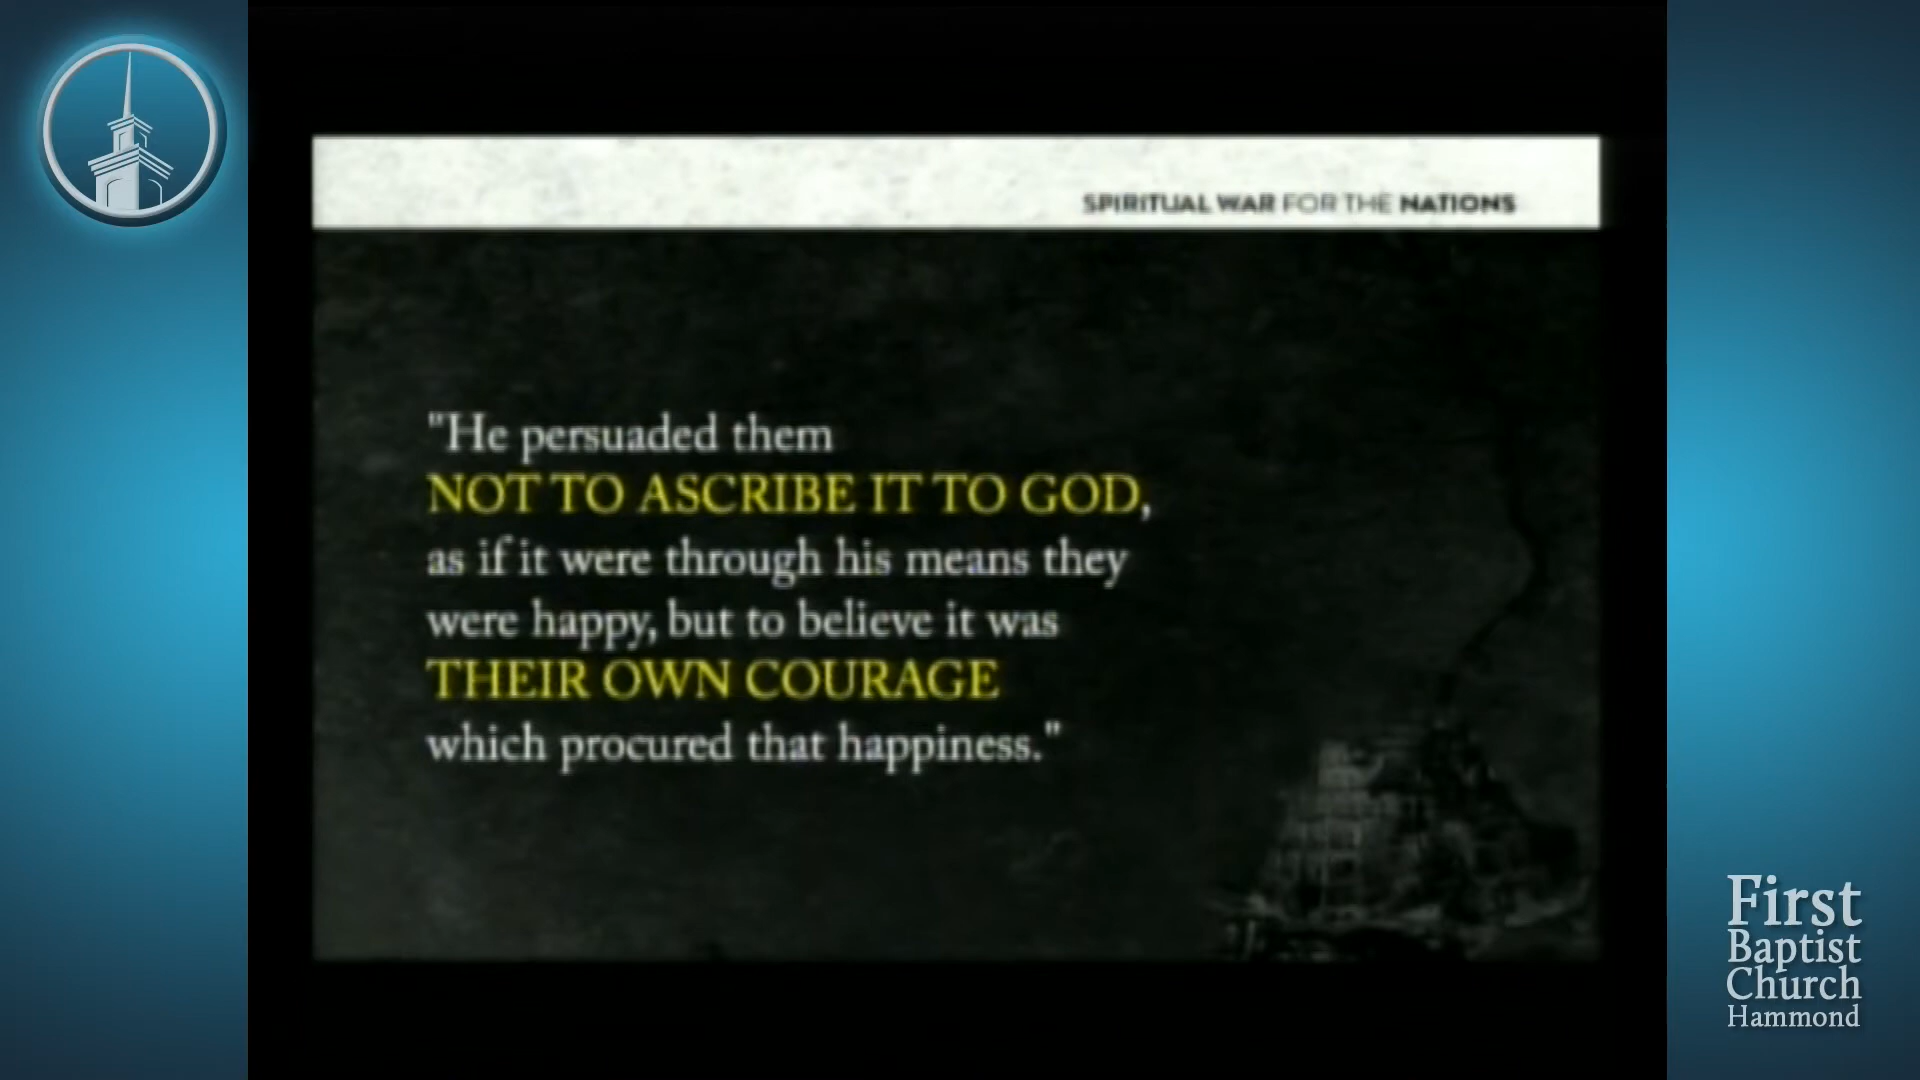 SPIRITUAL WAR FOR THE NATIONS
"He persuaded them
NOT TO ASCRIBE IT TO GOD,
as if it were through his means they
were happy, but to believe it was
THEIR OWN COURAGE
which procured that happiness."
First
Baptist
Church
Hammond